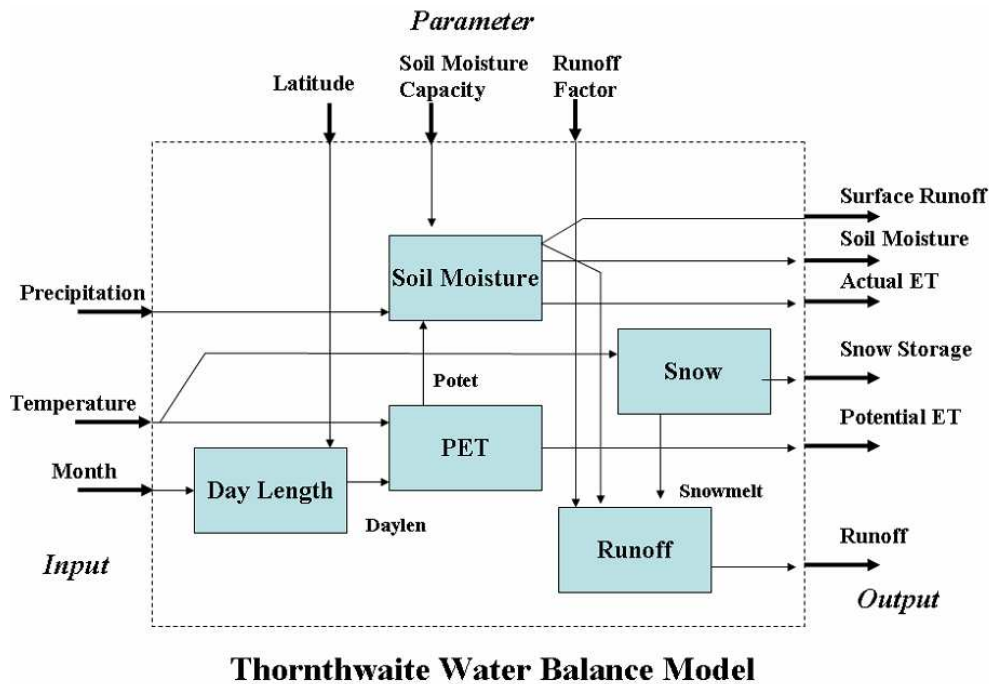 Parameter
Latitude
Soil Moisture
Capacity
Runoff
Factor
Surface Runoff
Soil Moisture
Soil Moisture
Actual ET
Precipitation
Snow Storage
Snow
Potet
Temperature
Potential ET
PET
Month
Day Length
Snowmelt
Daylen
Runoff
Runoff
Input
Output
Thornthwaite Water Balance Model